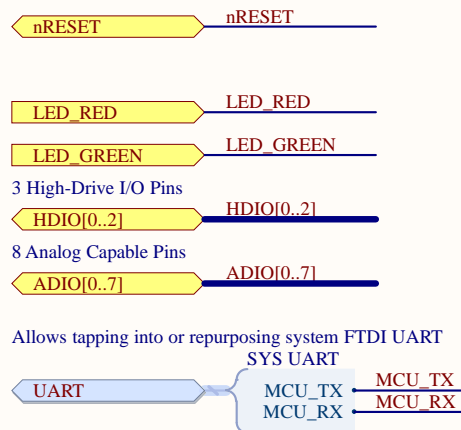 nRESET nRESET
LED_RED LED_RED
LED_GREEN LED_GREEN
3 High-Drive I/O Pins
HDIO[0..2] HDIO[0..2]
8 Analog Capable Pins
ADIO[0..7] ADIO[0..7]
Allows tapping into or repurposing system FTDI UART
SYS UART
UART MCU_TX MCU_TX
MCU_RX MCU_RX